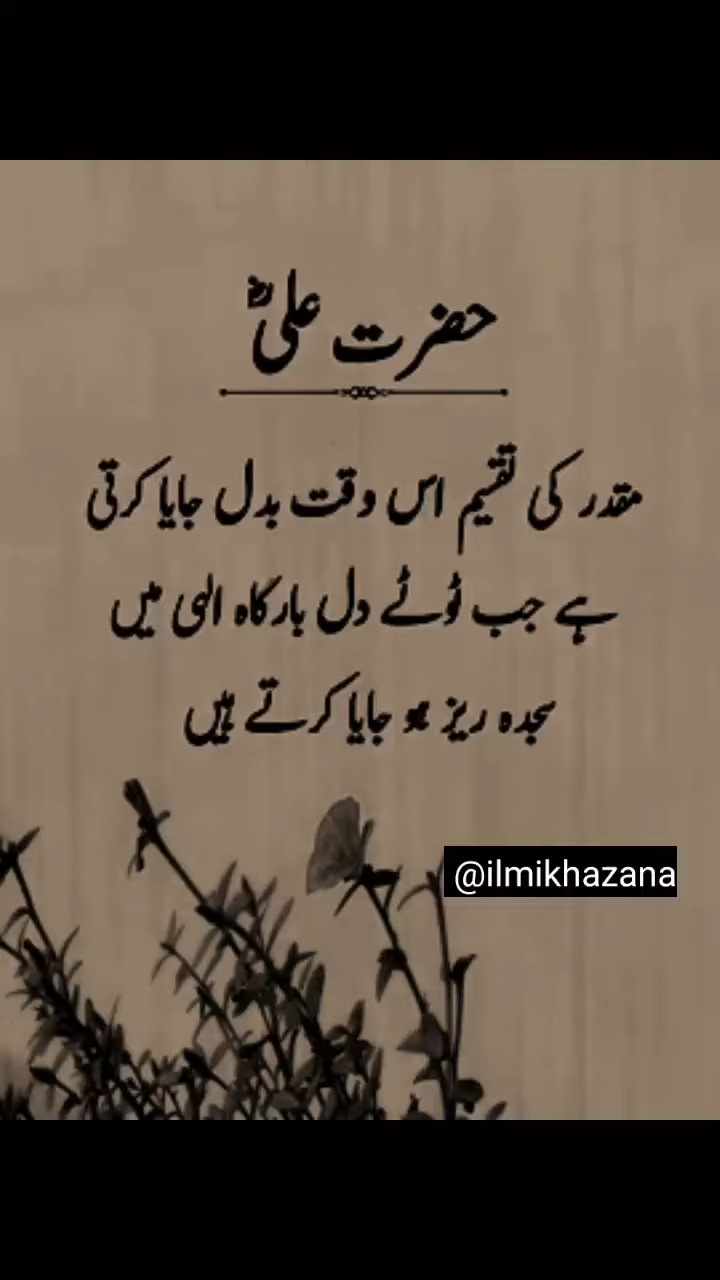 حضرت علیؓ
مقدر کی تقسیم اس وقت بدل جایا کرتی
ہے جب ٹوٹے دل بارگاہ الہی میں
سجدہ ریز ہو جایا کرتے ہیں
@ilmikhazana